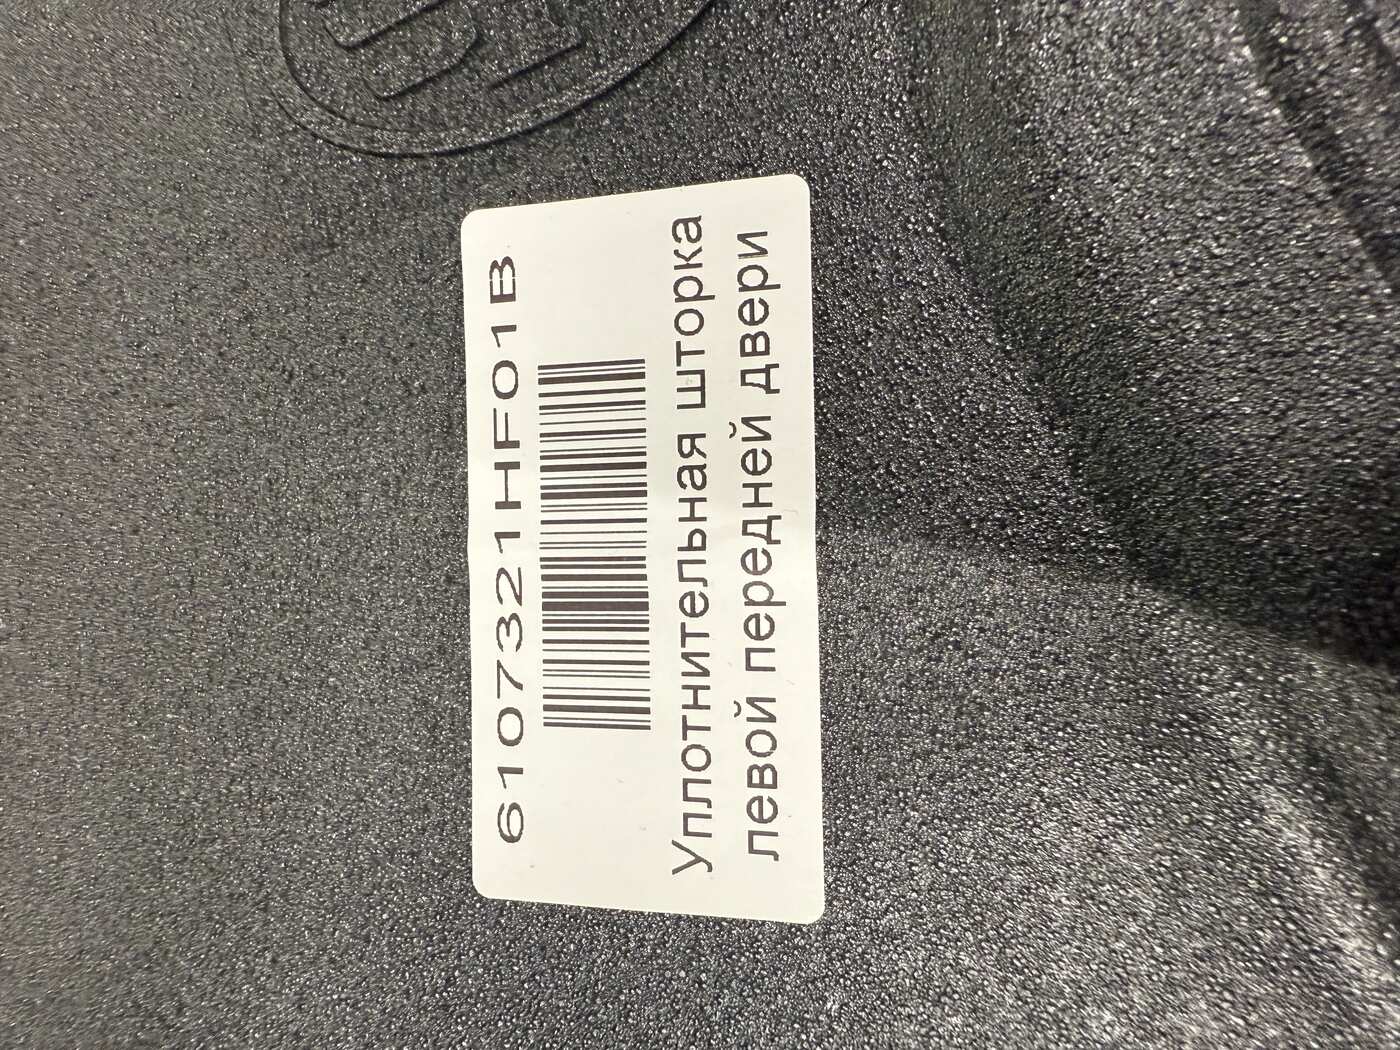 6107321HF01B
Уплотнительная шторка
левой передней двери